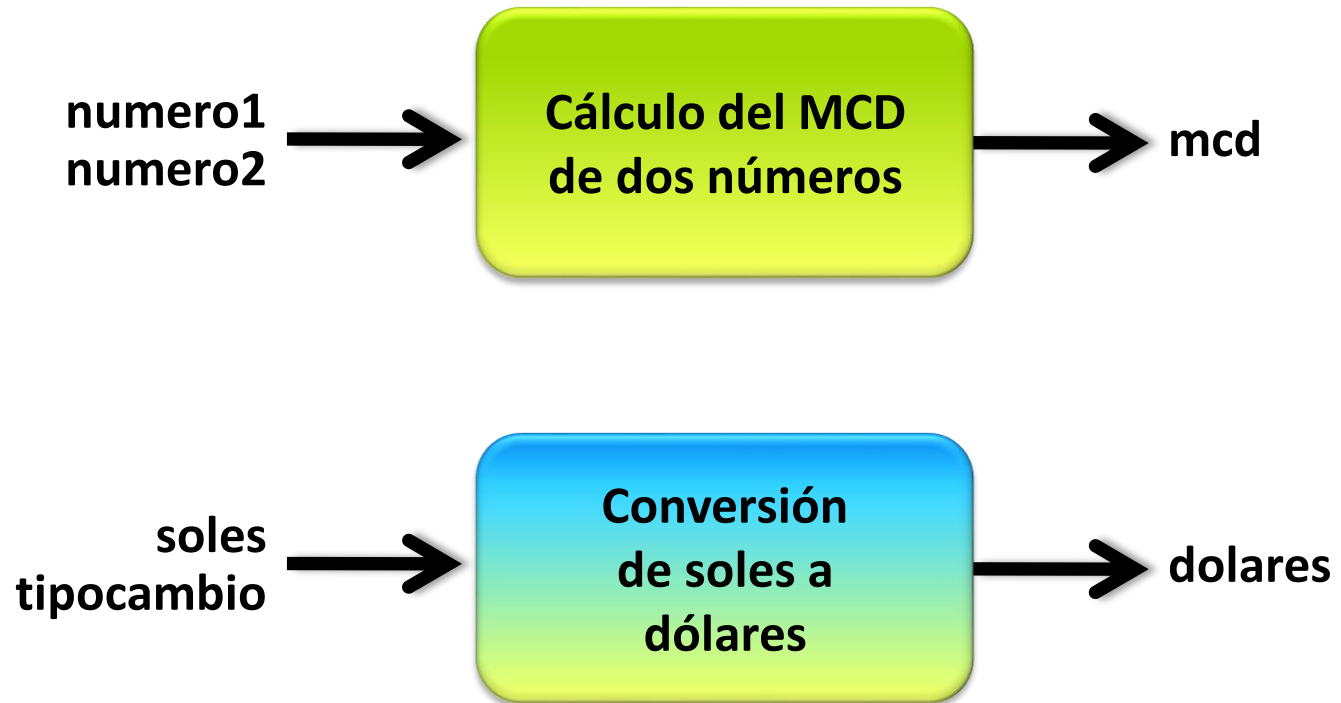 numero1
numero2
Cálculo del MCD
de dos números
mcd
soles
tipocambio
Conversión
de soles a
dólares
dolares